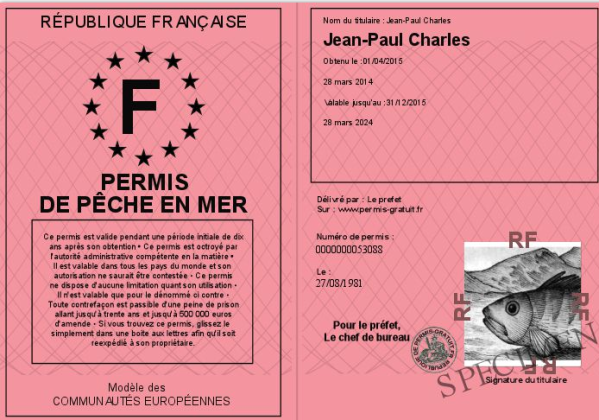 RÉPUBLIQUE FRANÇAISE
F
PERMIS
DE PÊCHE EN MER
Ce permis est valide pendant une période initiale de dix
ans après son obtention • Ce permis est octroyé par
l'autorité administrative compétente en la matière •
Il est valable dans tous les pays du monde et son
autorisation ne saurait être contestée • Ce permis
ne dispose d'aucune limitation quant son utilisation •
Il n'est valable que pour le dénommé ci contre •
Toute contrefaçon est passible d'une peine de prison
allant jusqu'à trente ans et jusqu'à 500 000 euros
d'amende • Si vous trouvez ce permis, glissez le
simplement dans une boite aux lettres afin qu'il soit
reexpédié à son propriétaire.
Modèle des
COMMUNAUTÉS EUROPÉENNES
Nom du titulaire : Jean-Paul Charles
Jean-Paul Charles
Obtenu le :01/04/2015
28 mars 2014
Valable jusqu'au :31/12/2015
28 mars 2024
Délivré par : Le prefet
Sur : www.permis-gratuit.fr
Numéro de permis :
0000000053088
Le :
27/08/1981
Pour le préfet,
Le chef de bureau
RF
RF
RF
RF
SPECIMEN
Signature du titulaire